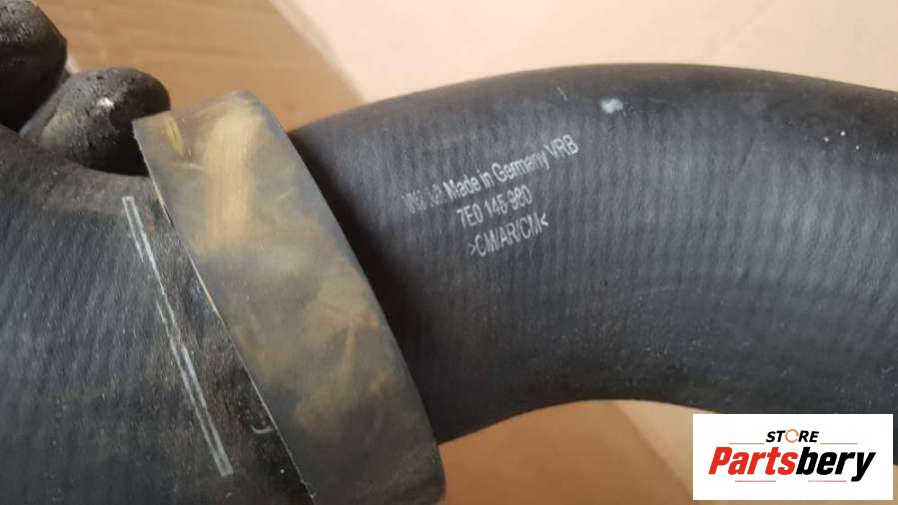 Made in Germany VRB
7E0 145 980
>CM/AR/CM<
STORE
Partsbery